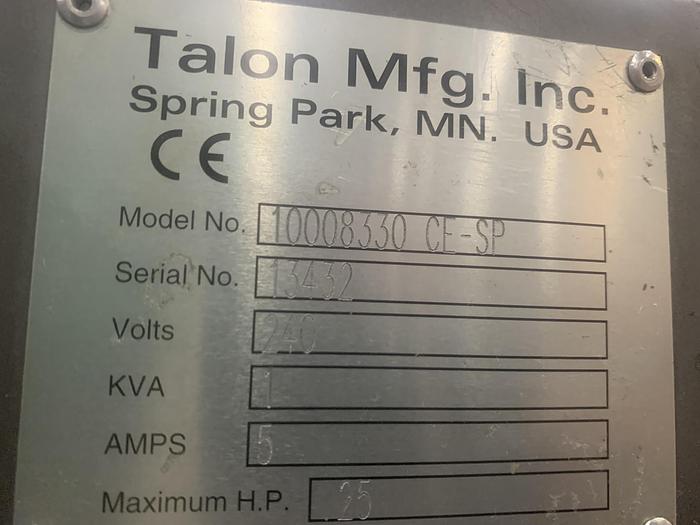 Talon Mfg. Inc.
Spring Park, MN. USA
CE
Model No. 10008330 CE-SP
Serial No. 13432
Volts 240
KVA 1
AMPS 5
Maximum H.P. .25